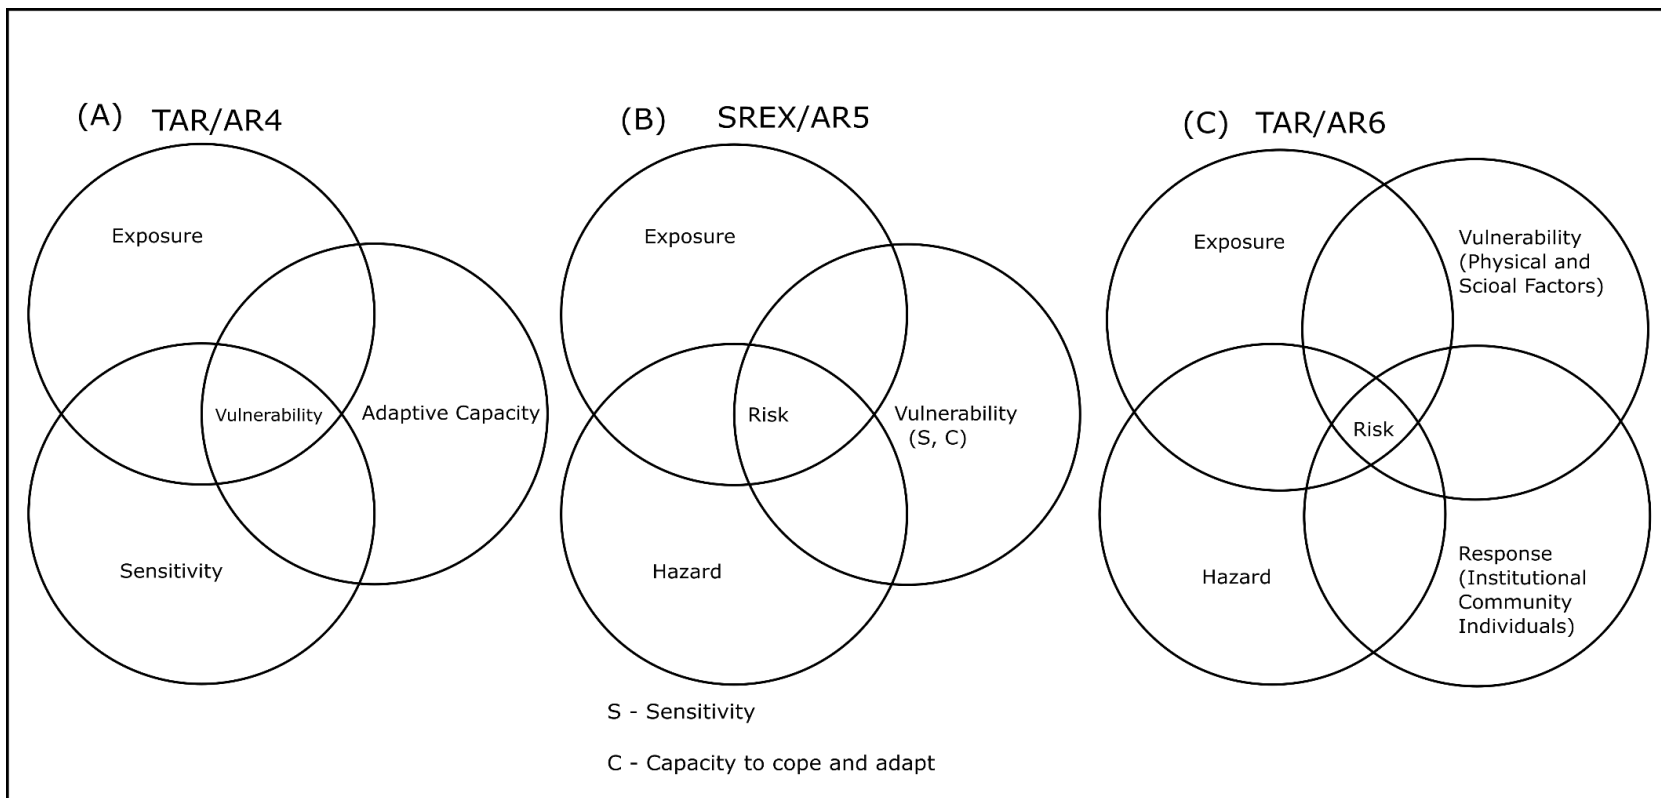 (A) TAR/AR4
Exposure
Vulnerability
Adaptive Capacity
Sensitivity
(B) SREX/AR5
Exposure
Risk
Vulnerability
(S, C)
Hazard
S - Sensitivity
C - Capacity to cope and adapt
(C) TAR/AR6
Exposure
Vulnerability
(Physical and
Scioal Factors)
Risk
Hazard
Response
(Institutional
Community
Individuals)